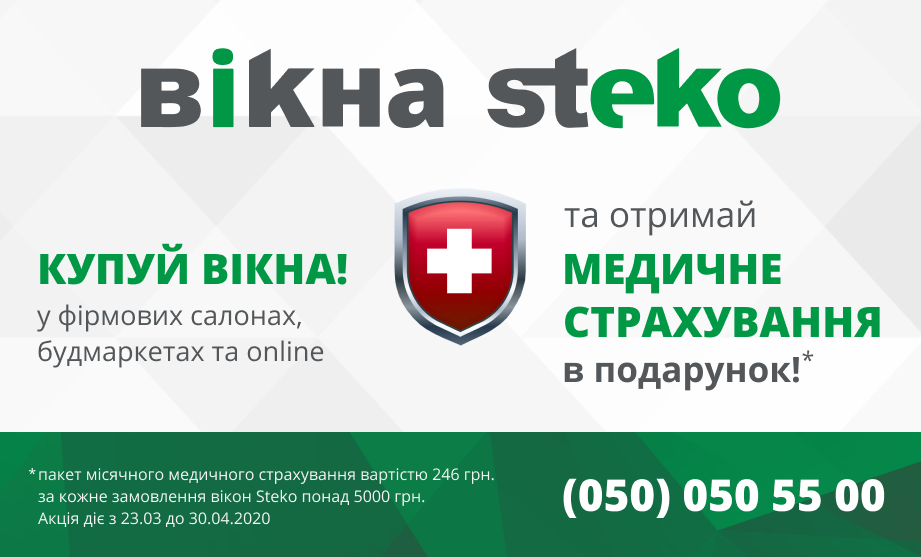 вікна steko
КУПУЙ ВІКНА!
у фірмових салонах,
будмаркетах та online
та отримай
МЕДИЧНЕ
СТРАХУВАННЯ
в подарунок!*
*пакет місячного медичного страхування вартістю 246 грн.
за кожне замовлення вікон Steko понад 5000 грн.
Акція діє з 23.03 до 30.04.2020
(050) 050 55 00